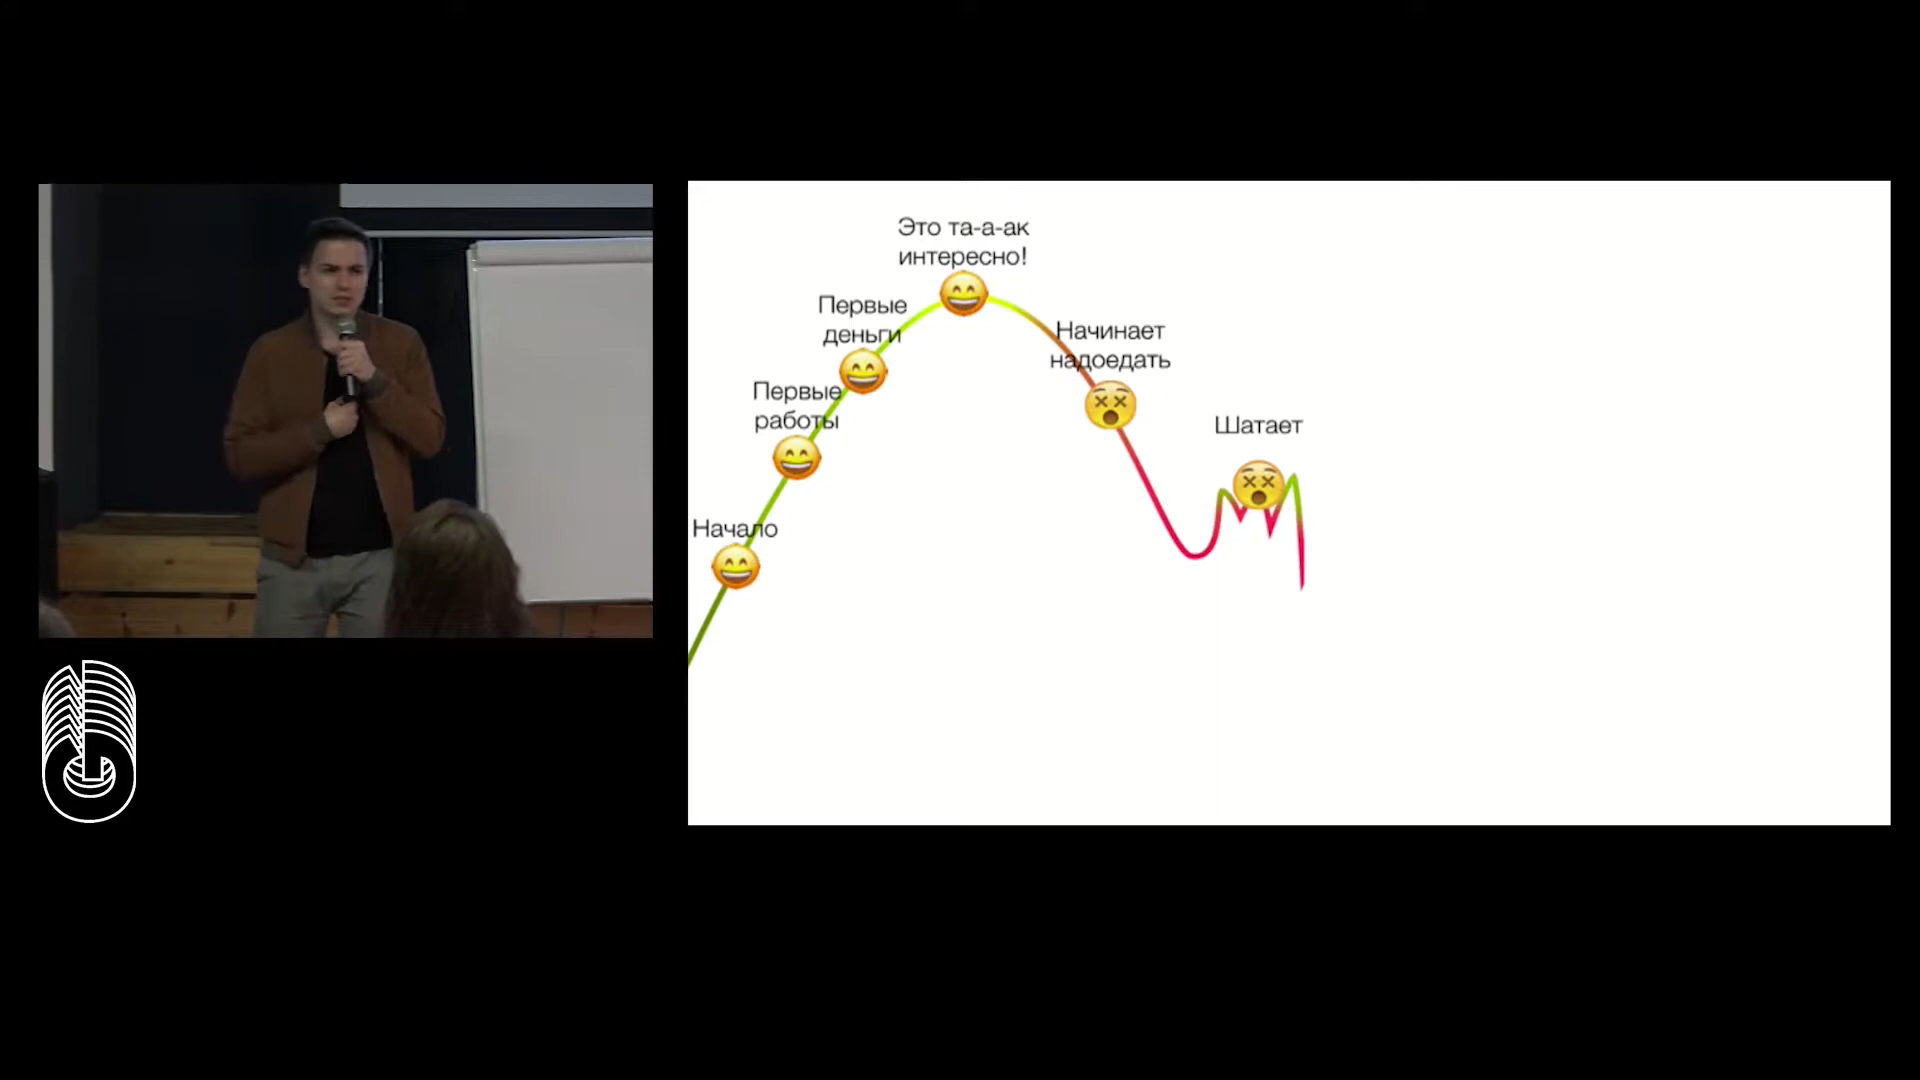 Это та-а-ак
интересно!
Первые
деньги
Начинает
надоедать
Первые
работы
Шатает
Начало